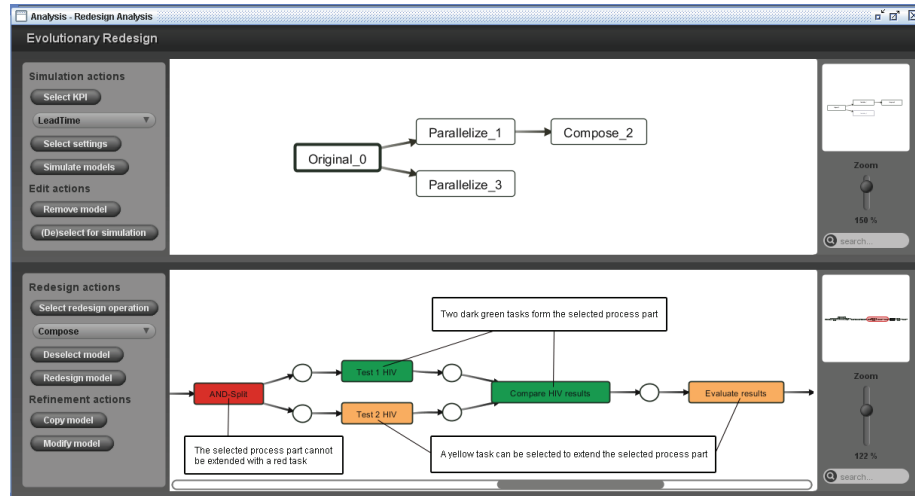 Analysis - Redesign Analysis
Evolutionary Redesign
Simulation actions
Select KPI
LeadTime
Select settings
Simulate models
Edit actions
Remove model
(De)select for simulation
Original_0
Parallelize_1
Compose_2
Parallelize_3
Zoom
150 %
search...
Redesign actions
Select redesign operation
Compose
Deselect model
Redesign model
Refinement actions
Copy model
Modify model
Two dark green tasks form the selected process part
AND-Split
Test 1 HIV
Test 2 HIV
Compare HIV results
Evaluate results
The selected process part cannot
be extended with a red task
A yellow task can be selected to extend the selected process part
Zoom
122 %
search...